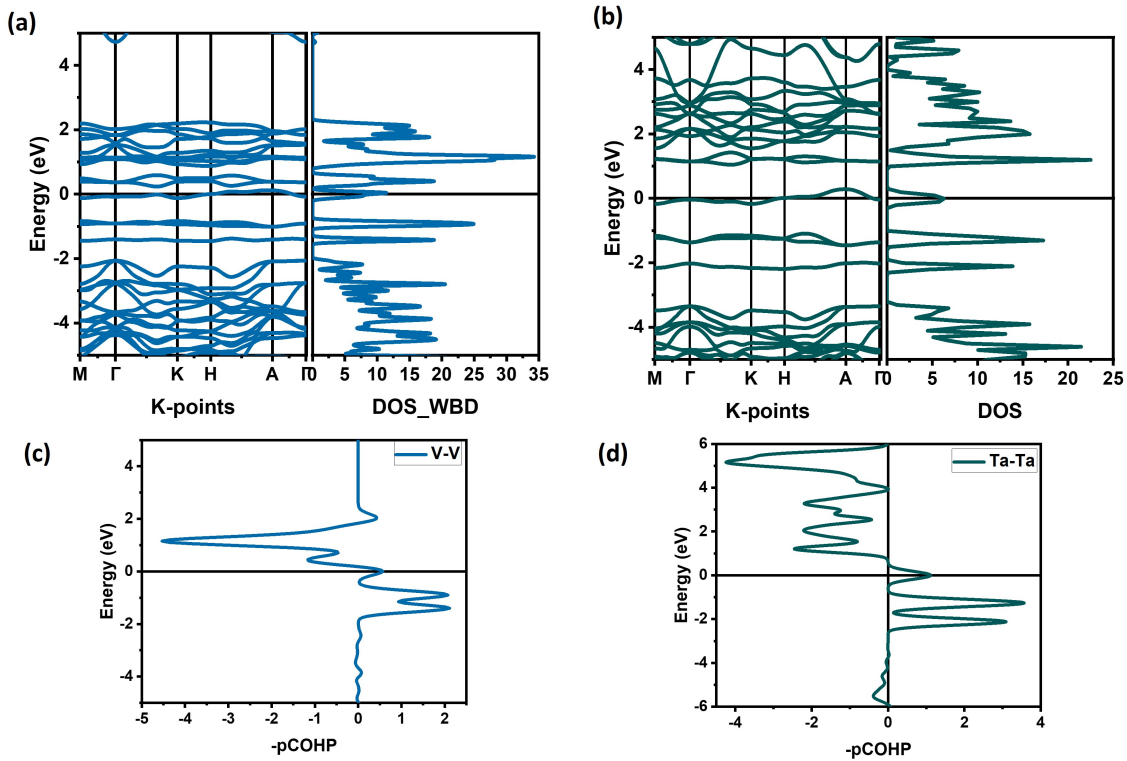 (a)
Energy (eV)
4
2
0
-2
-4
M Γ K H A Γ
0 5 10 15 20 25 30 35
K-points
DOS_WBD
(b)
Energy (eV)
4
2
0
-2
-4
M Γ K H A Γ
0 5 10 15 20 25
K-points
DOS
(c)
V-V
Energy (eV)
4
2
0
-2
-4
-5 -4 -3 -2 -1 0 1 2
-pCOHP
(d)
Ta-Ta
Energy (eV)
6
4
2
0
-2
-4
-6
-4 -2 0 2 4
-pCOHP